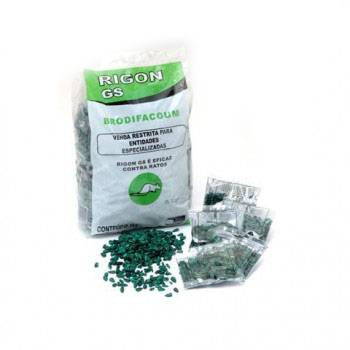 RIGON
GS
BRODIFACOUM
VENDA RESTRITA PARA
ENTIDADES
ESPECIALIZADAS
RIGON GS É EFICAZ
CONTRA RATOS